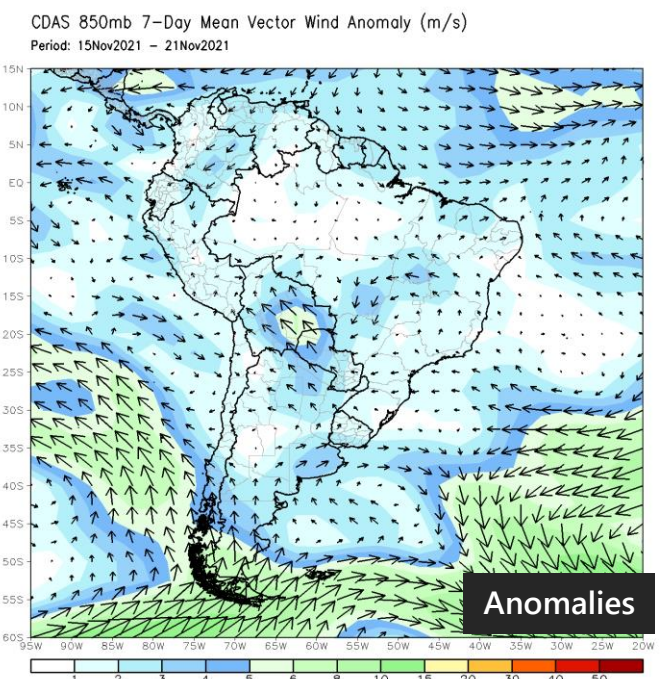 CDAS 850mb 7-Day Mean Vector Wind Anomaly (m/s)
Period: 15Nov2021 - 21Nov2021
15N
10N
5N
EQ
5S
10S
15S
20S
25S
30S
35S
40S
45S
50S
55S
60S
Anomalies
95W 90W 85W 80W 75W 70W 65W 60W 55W 50W 45W 40W 35W 30W 25W 20W
1 2 3 4 5 6 8 10 15 20 30 40 50